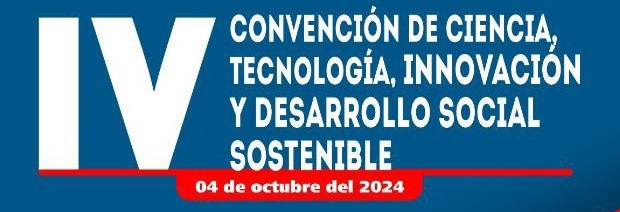 IV
CONVENCIÓN DE CIENCIA,
TECNOLOGÍA, INNOVACIÓN
Y DESARROLLO SOCIAL
SOSTENIBLE
04 de octubre del 2024